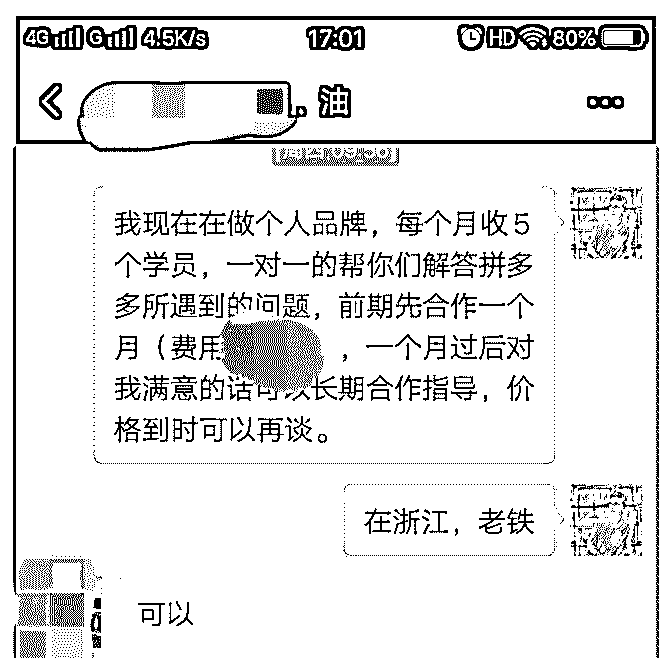 4G G 4.5K/s 17:01 HD 80%
油
我现在在做个人品牌，每个月收5
个学员，一对一的帮你们解答拼多
多所遇到的问题，前期先合作一个
月（费用 ，一个月过后对
我满意的话可以长期合作指导，价
格到时可以再谈。
在浙江，老铁
可以